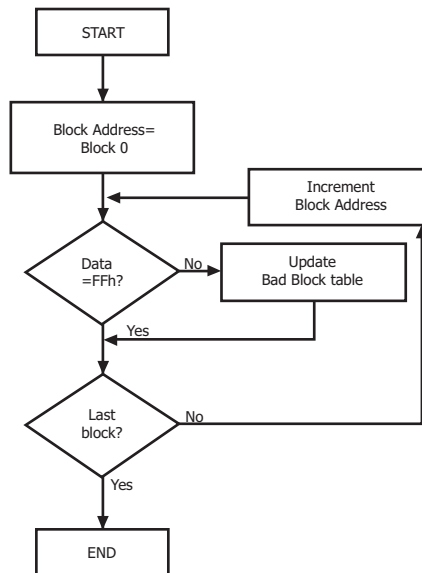 START
Block Address=
Block 0
Increment
Block Address
Data
=FFh?
No
Update
Bad Block table
Yes
Last
block?
No
Yes
END